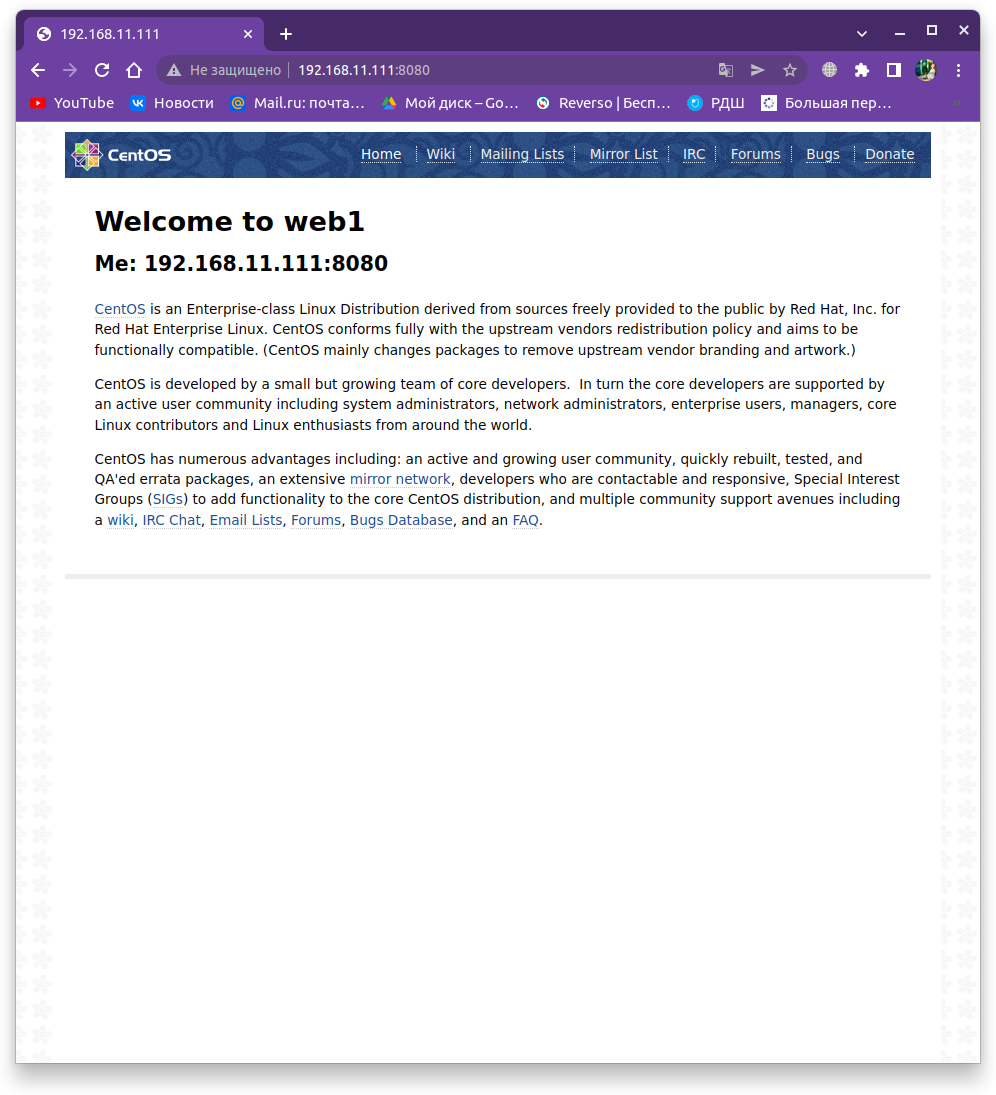 192.168.11.111
Не защищено 192.168.11.111:8080
YouTube Новости Mail.ru: почта… Мой диск – Go… Reverso | Бесп… РДШ Большая пер… »
CentOS Home Wiki Mailing Lists Mirror List IRC Forums Bugs Donate
Welcome to web1
Me: 192.168.11.111:8080
CentOS is an Enterprise-class Linux Distribution derived from sources freely provided to the public by Red Hat, Inc. for
Red Hat Enterprise Linux. CentOS conforms fully with the upstream vendors redistribution policy and aims to be
functionally compatible. (CentOS mainly changes packages to remove upstream vendor branding and artwork.)
CentOS is developed by a small but growing team of core developers.  In turn the core developers are supported by
an active user community including system administrators, network administrators, enterprise users, managers, core
Linux contributors and Linux enthusiasts from around the world.
CentOS has numerous advantages including: an active and growing user community, quickly rebuilt, tested, and
QA'ed errata packages, an extensive mirror network, developers who are contactable and responsive, Special Interest
Groups (SIGs) to add functionality to the core CentOS distribution, and multiple community support avenues including
a wiki, IRC Chat, Email Lists, Forums, Bugs Database, and an FAQ.